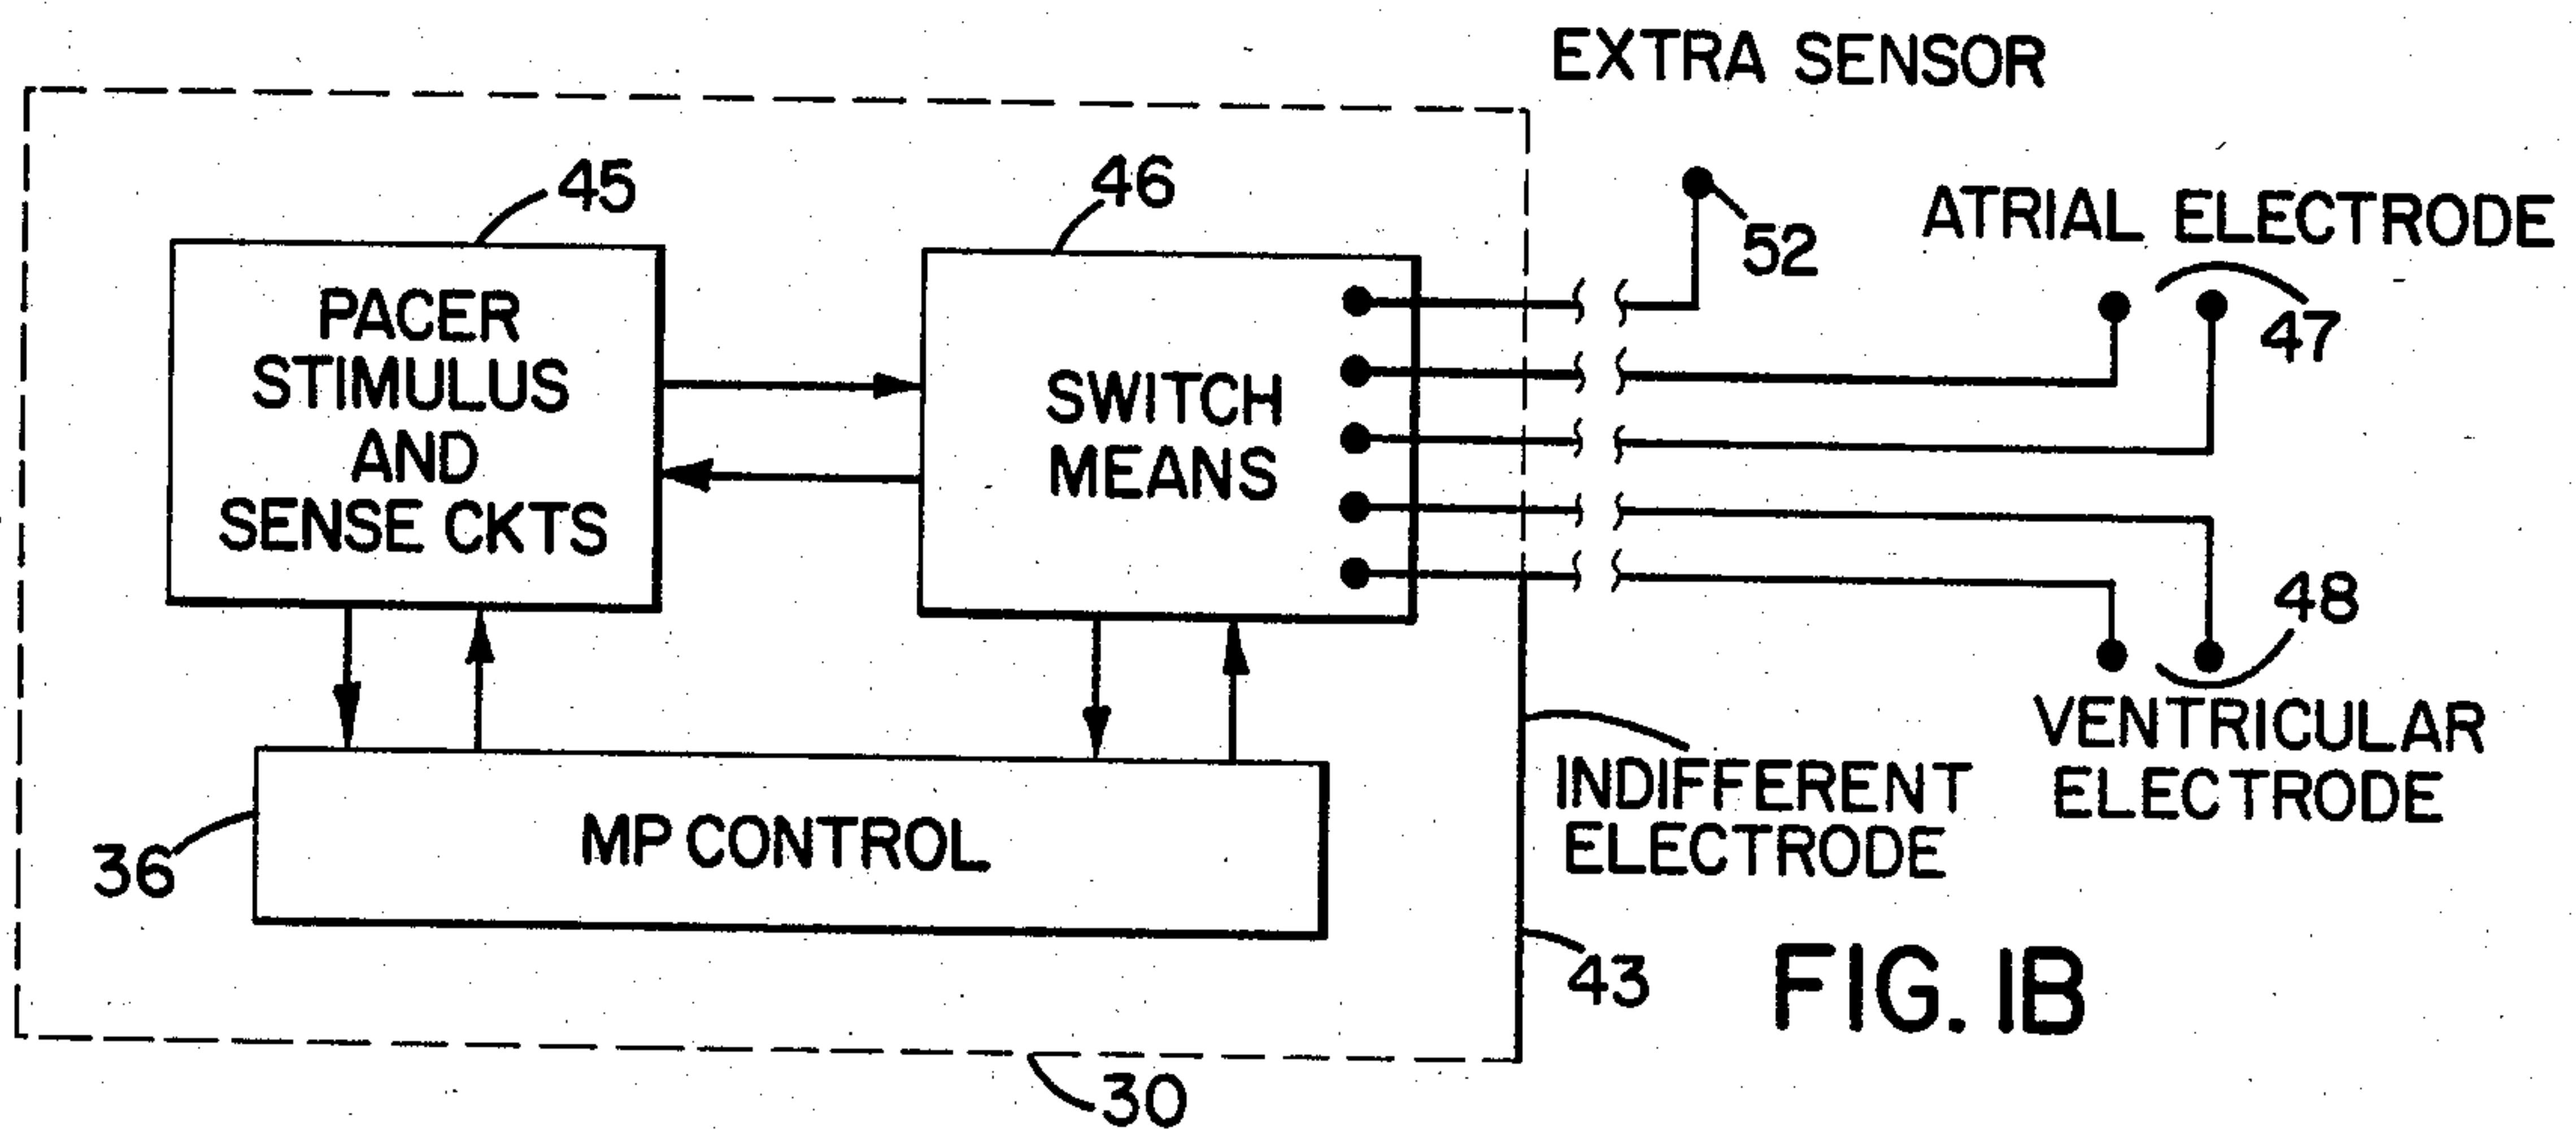 EXTRA SENSOR
45
46
52
ATRIAL ELECTRODE
47
PACER
STIMULUS
AND
SENSE CKTS
SWITCH
MEANS
48
VENTRICULAR
ELECTRODE
INDIFFERENT
ELECTRODE
MP CONTROL
36
43
FIG. 1B
30